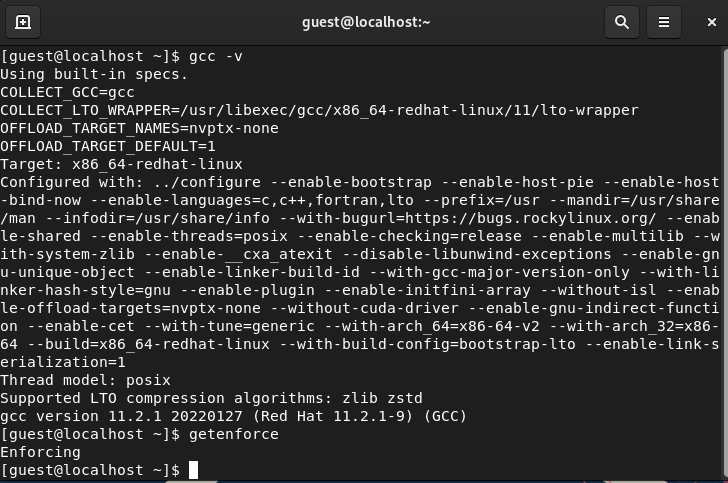 guest@localhost:~
[guest@localhost ~]$ gcc -v
Using built-in specs.
COLLECT_GCC=gcc
COLLECT_LTO_WRAPPER=/usr/libexec/gcc/x86_64-redhat-linux/11/lto-wrapper
OFFLOAD_TARGET_NAMES=nvptx-none
OFFLOAD_TARGET_DEFAULT=1
Target: x86_64-redhat-linux
Configured with: ../configure --enable-bootstrap --enable-host-pie --enable-host
-bind-now --enable-languages=c,c++,fortran,lto --prefix=/usr --mandir=/usr/share
/man --infodir=/usr/share/info --with-bugurl=https://bugs.rockylinux.org/ --enab
le-shared --enable-threads=posix --enable-checking=release --enable-multilib --w
ith-system-zlib --enable-__cxa_atexit --disable-libunwind-exceptions --enable-gn
u-unique-object --enable-linker-build-id --with-gcc-major-version-only --with-li
nker-hash-style=gnu --enable-plugin --enable-initfini-array --without-isl --enab
le-offload-targets=nvptx-none --without-cuda-driver --enable-gnu-indirect-functi
on --enable-cet --with-tune=generic --with-arch_64=x86-64-v2 --with-arch_32=x86-
64 --build=x86_64-redhat-linux --with-build-config=bootstrap-lto --enable-link-s
erialization=1
Thread model: posix
Supported LTO compression algorithms: zlib zstd
gcc version 11.2.1 20220127 (Red Hat 11.2.1-9) (GCC)
[guest@localhost ~]$ getenforce
Enforcing
[guest@localhost ~]$